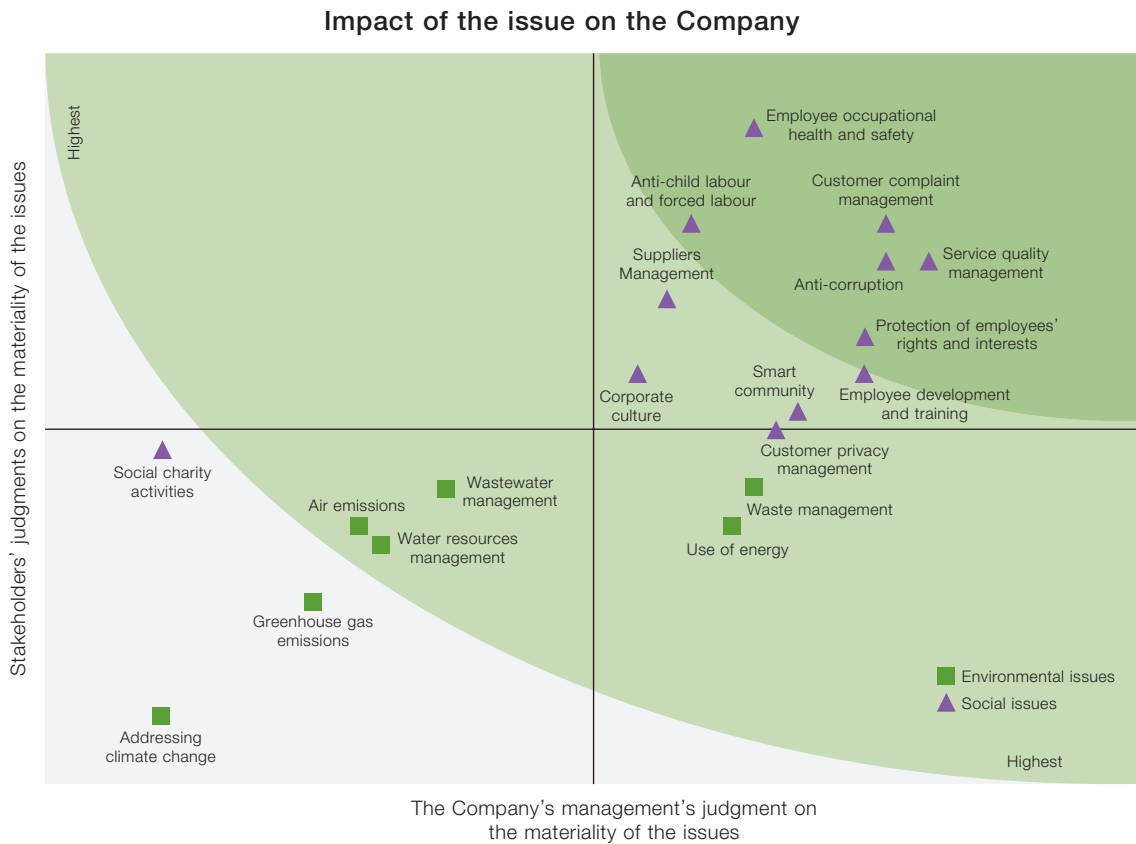 Impact of the issue on the Company
Stakeholders' judgments on the materiality of the issues
Highest
Employee occupational
health and safety
Anti-child labour
and forced labour
Customer complaint
management
Suppliers
Management
Service quality
management
Anti-corruption
Protection of employees'
rights and interests
Smart
community
Corporate
culture
Employee development
and training
Customer privacy
management
Social charity
activities
Wastewater
management
Air emissions
Waste management
Water resources
management
Use of energy
Greenhouse gas
emissions
Environmental issues
Social issues
Addressing
climate change
Highest
The Company's management's judgment on
the materiality of the issues